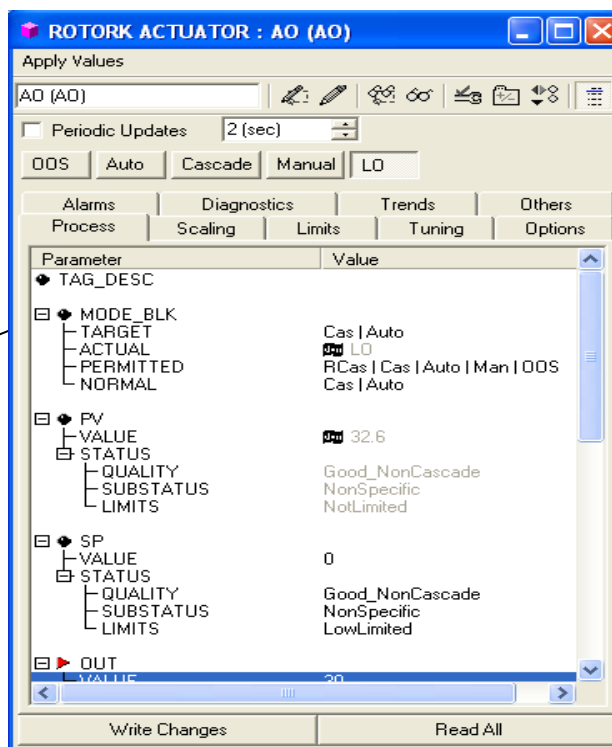 ROTORK ACTUATOR : AO (AO)
Apply Values
AO (AO)
Periodic Updates 2 (sec)
OOS Auto Cascade Manual LO
Alarms Diagnostics Trends Others
Process Scaling Limits Tuning Options
Parameter Value
TAG_DESC
MODE_BLK
TARGET Cas | Auto
ACTUAL LO
PERMITTED RCas | Cas | Auto | Man | OOS
NORMAL Cas | Auto
PV
VALUE 32.6
STATUS
QUALITY Good_NonCascade
SUBSTATUS NonSpecific
LIMITS NotLimited
SP
VALUE 0
STATUS
QUALITY Good_NonCascade
SUBSTATUS NonSpecific
LIMITS LowLimited
OUT
VALUE 30
Write Changes Read All